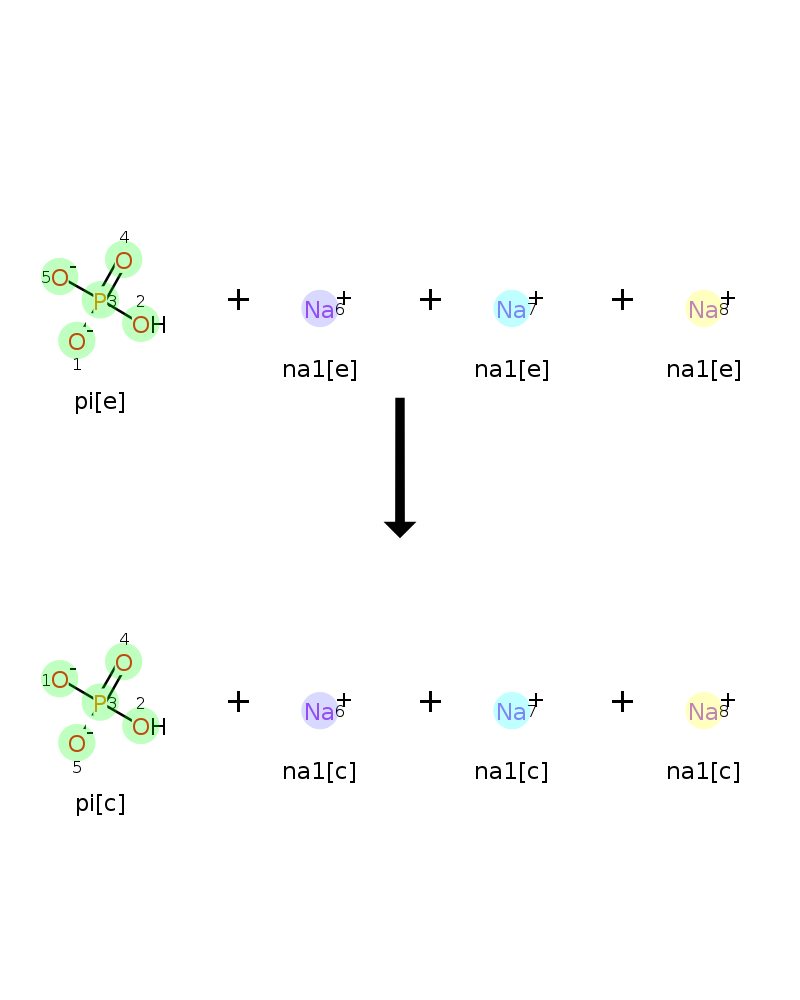 4
5 O - O
P 3 2 + Na + 6 + Na + 7 + Na + 8
O - OH
1
na1[e] na1[e] na1[e]
pi[e]
4
1 O - O
P 3 2 + Na + 6 + Na + 7 + Na + 8
O - OH
5
na1[c] na1[c] na1[c]
pi[c]